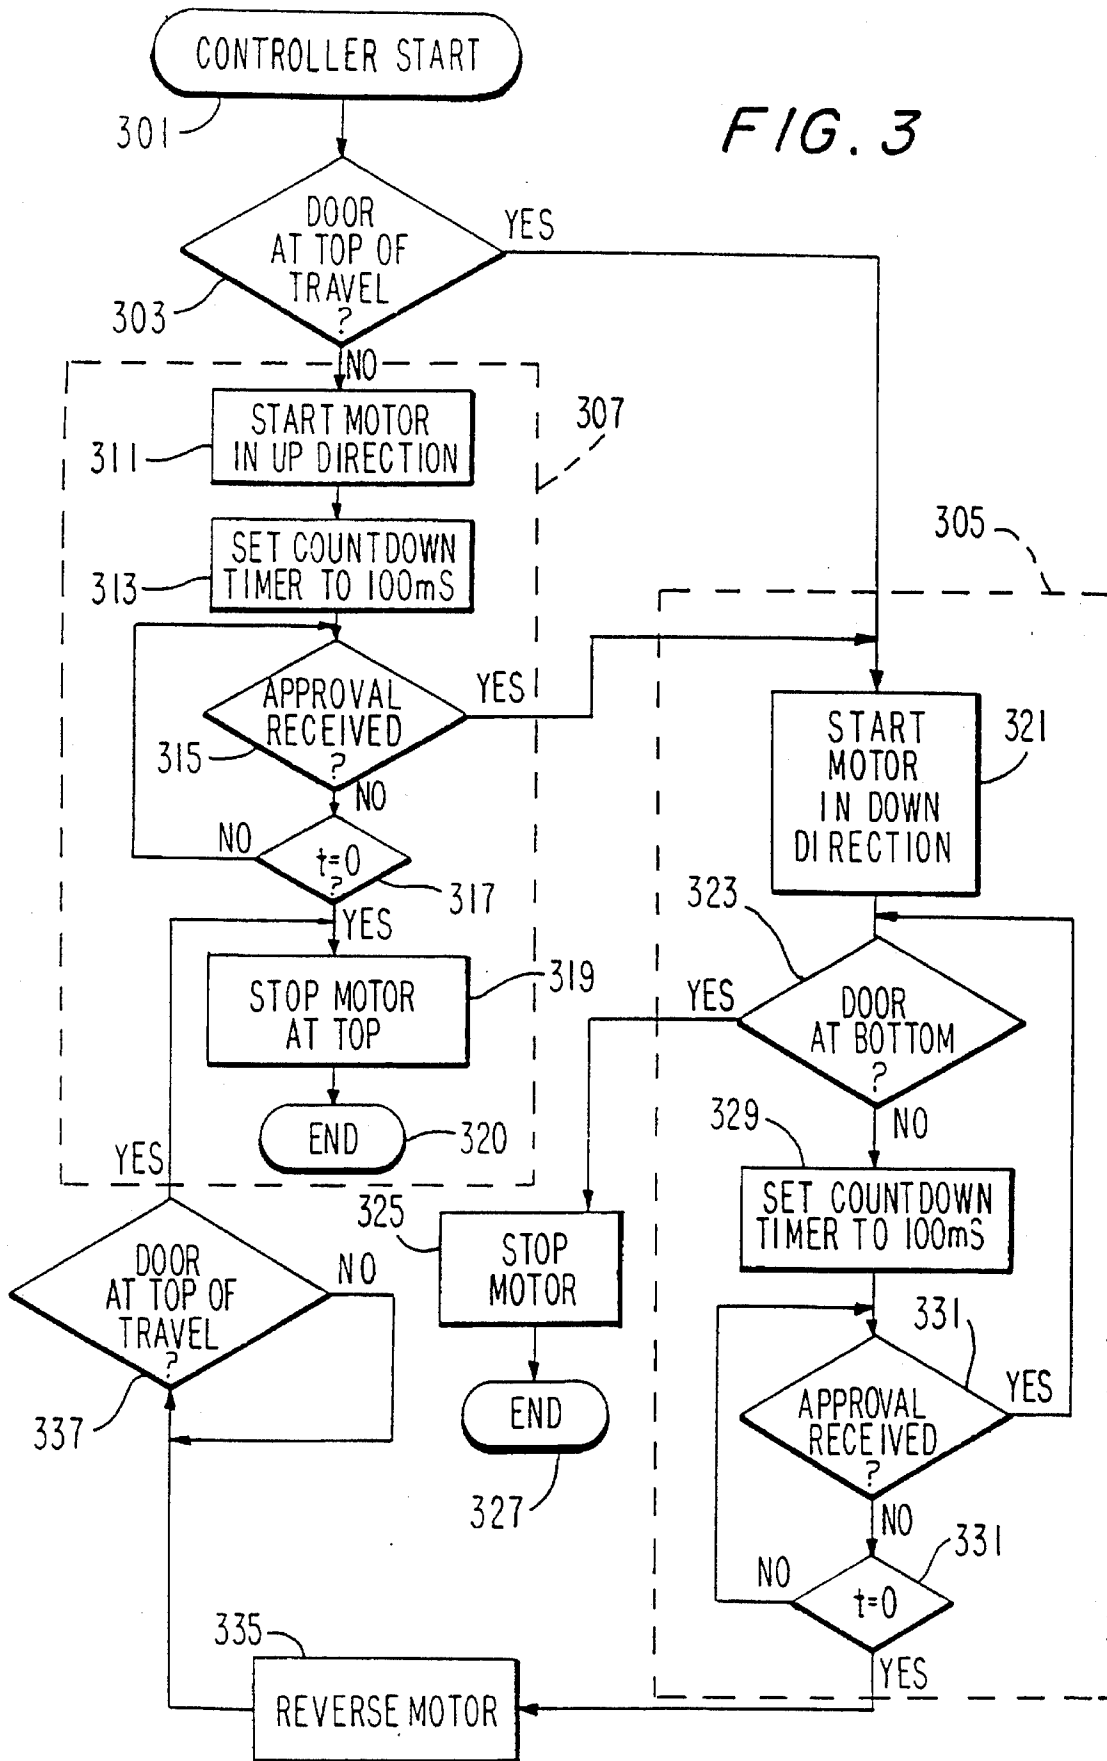 CONTROLLER START
301
FIG. 3
DOOR
AT TOP OF
TRAVEL
?
303
YES
NO
307
START MOTOR
IN UP DIRECTION
311
SET COUNTDOWN
TIMER TO 100mS
313
305
APPROVAL
RECEIVED
?
315
YES
NO
t=0
?
317
NO
YES
STOP MOTOR
AT TOP
319
END
320
START
MOTOR
IN DOWN
DIRECTION
321
323
DOOR
AT BOTTOM
?
YES
NO
329
SET COUNTDOWN
TIMER TO 100mS
325
STOP
MOTOR
END
327
331
APPROVAL
RECEIVED
?
YES
NO
331
t=0
NO
YES
335
REVERSE MOTOR
DOOR
AT TOP OF
TRAVEL
?
337
YES
NO